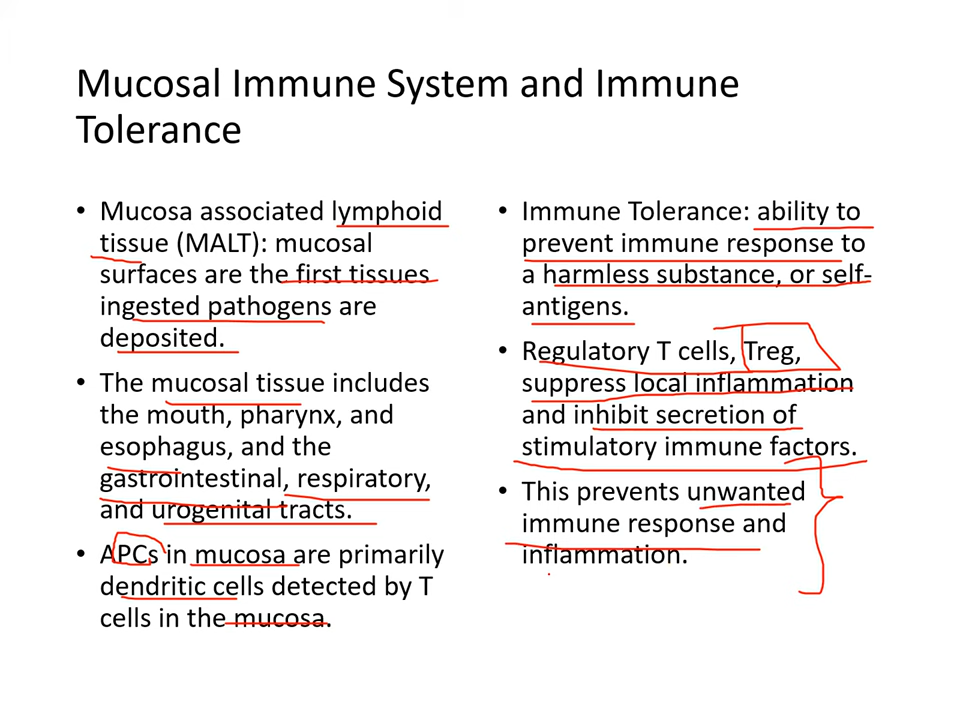 Mucosal Immune System and Immune
Tolerance
• Mucosa associated lymphoid
tissue (MALT): mucosal
surfaces are the first tissues
ingested pathogens are
deposited.
• The mucosal tissue includes
the mouth, pharynx, and
esophagus, and the
gastrointestinal, respiratory,
and urogenital tracts.
• APCs in mucosa are primarily
dendritic cells detected by T
cells in the mucosa.
• Immune Tolerance: ability to
prevent immune response to
a harmless substance, or self-
antigens.
• Regulatory T cells, Treg,
suppress local inflammation
and inhibit secretion of
stimulatory immune factors.
• This prevents unwanted
immune response and
inflammation.